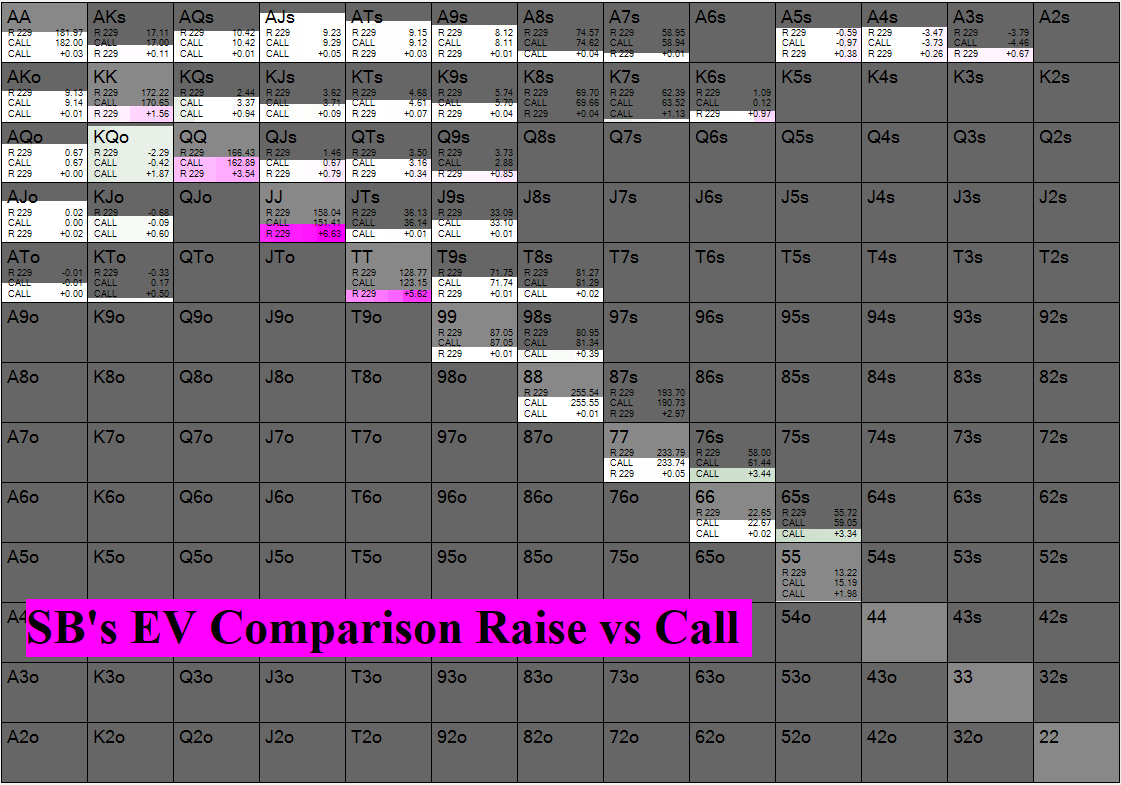 AA AKs AQs AJs ATs A9s A8s A7s A6s A5s A4s A3s A2s
R 229 181.97 R 229 17.11 R 229 10.42 R 229 9.23 R 229 9.15 R 229 8.12 R 229 74.57 R 229 58.95 R 229 -0.59 R 229 -3.47 R 229 -3.79
CALL 182.00 CALL 17.00 CALL 10.42 CALL 9.29 CALL 9.12 CALL 8.11 CALL 74.62 CALL 58.94 CALL -0.97 CALL -3.73 CALL -4.46
CALL +0.03 R 229 +0.11 CALL +0.01 CALL +0.05 R 229 +0.03 R 229 +0.01 CALL +0.04 R 229 +0.01 R 229 +0.38 R 229 +0.26 R 229 +0.67
AKo KK KQs KJs KTs K9s K8s K7s K6s K5s K4s K3s K2s
R 229 9.13 R 229 172.22 R 229 2.44 R 229 3.62 R 229 4.68 R 229 5.74 R 229 69.70 R 229 62.39 R 229 1.09
CALL 9.14 CALL 170.65 CALL 3.37 CALL 3.71 CALL 4.61 CALL 5.70 CALL 69.66 CALL 63.52 CALL 0.12
CALL +0.01 R 229 +1.56 CALL +0.94 CALL +0.09 R 229 +0.07 R 229 +0.04 R 229 +0.04 CALL +1.13 R 229 +0.97
AQo KQo QQ QJs QTs Q9s Q8s Q7s Q6s Q5s Q4s Q3s Q2s
R 229 0.67 R 229 -2.29 R 229 166.43 R 229 1.46 R 229 3.50 R 229 3.73
CALL 0.67 CALL -0.42 CALL 162.89 CALL 0.67 CALL 3.16 CALL 2.88
R 229 +0.00 CALL +1.87 R 229 +3.54 R 229 +0.79 R 229 +0.34 R 229 +0.85
AJo KJo QJo JJ JTs J9s J8s J7s J6s J5s J4s J3s J2s
R 229 0.02 R 229 -0.68 R 229 158.04 R 229 36.13 R 229 33.09
CALL 0.00 CALL -0.09 CALL 151.41 CALL 36.14 CALL 33.10
R 229 +0.02 CALL +0.60 R 229 +6.63 CALL +0.01 CALL +0.01
ATo KTo QTo JTo TT T9s T8s T7s T6s T5s T4s T3s T2s
R 229 -0.01 R 229 -0.33 R 229 128.77 R 229 71.75 R 229 81.27
CALL -0.01 CALL 0.17 CALL 123.15 CALL 71.74 CALL 81.29
CALL +0.00 CALL +0.50 R 229 +5.62 R 229 +0.01 CALL +0.02
A9o K9o Q9o J9o T9o 99 98s 97s 96s 95s 94s 93s 92s
R 229 87.05 R 229 80.95
CALL 87.05 CALL 81.34
R 229 +0.01 CALL +0.39
A8o K8o Q8o J8o T8o 98o 88 87s 86s 85s 84s 83s 82s
R 229 255.54 R 229 193.70
CALL 255.55 CALL 190.73
CALL +0.01 R 229 +2.97
A7o K7o Q7o J7o T7o 97o 87o 77 76s 75s 74s 73s 72s
R 229 233.79 R 229 58.00
CALL 233.74 CALL 61.44
R 229 +0.05 CALL +3.44
A6o K6o Q6o J6o T6o 96o 86o 76o 66 65s 64s 63s 62s
R 229 22.65 R 229 55.72
CALL 22.67 CALL 59.05
CALL +0.02 CALL +3.34
A5o K5o Q5o J5o T5o 95o 85o 75o 65o 55 54s 53s 52s
R 229 13.22
CALL 15.19
CALL +1.98
54o 44 43s 42s
SB's EV Comparison Raise vs Call
A3o K3o Q3o J3o T3o 93o 83o 73o 63o 53o 43o 33 32s
A2o K2o Q2o J2o T2o 92o 82o 72o 62o 52o 42o 32o 22